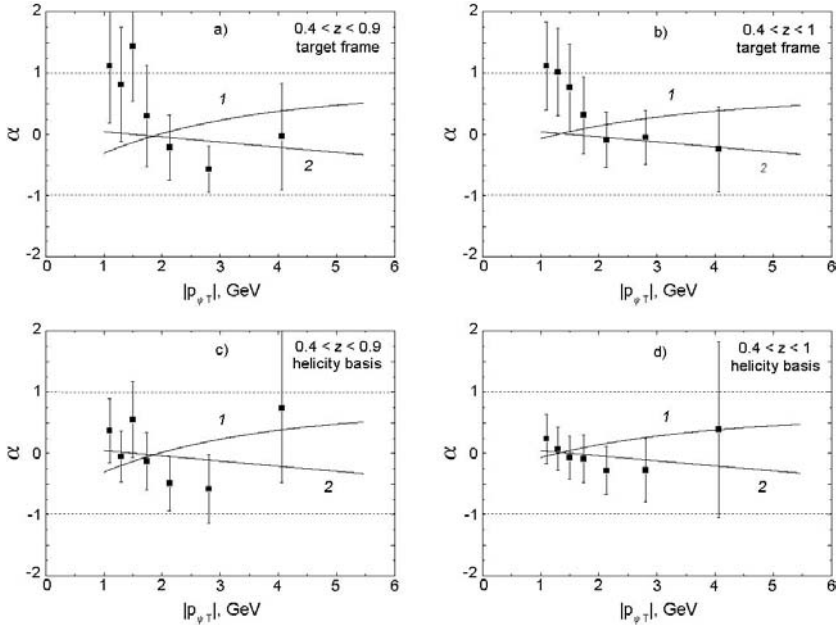 a)
0.4 < z < 0.9
target frame
2
1
0
-1
-2
α
1
2
0 1 2 3 4 5 6
|p_ψT|, GeV
b)
0.4 < z < 1
target frame
2
1
0
-1
-2
α
1
2
0 1 2 3 4 5 6
|p_ψT|, GeV
c)
0.4 < z < 0.9
helicity basis
2
1
0
-1
-2
α
1
2
0 1 2 3 4 5 6
|p_ψT|, GeV
d)
0.4 < z < 1
helicity basis
2
1
0
-1
-2
α
1
2
0 1 2 3 4 5 6
|p_ψT|, GeV